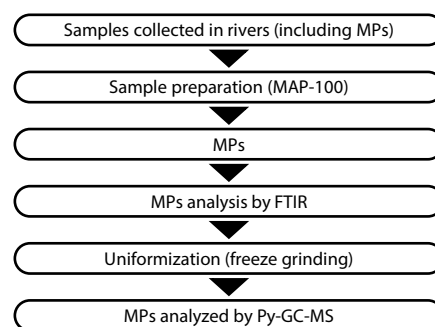 Samples collected in rivers (including MPs)
Sample preparation (MAP-100)
MPs
MPs analysis by FTIR
Uniformization (freeze grinding)
MPs analyzed by Py-GC-MS